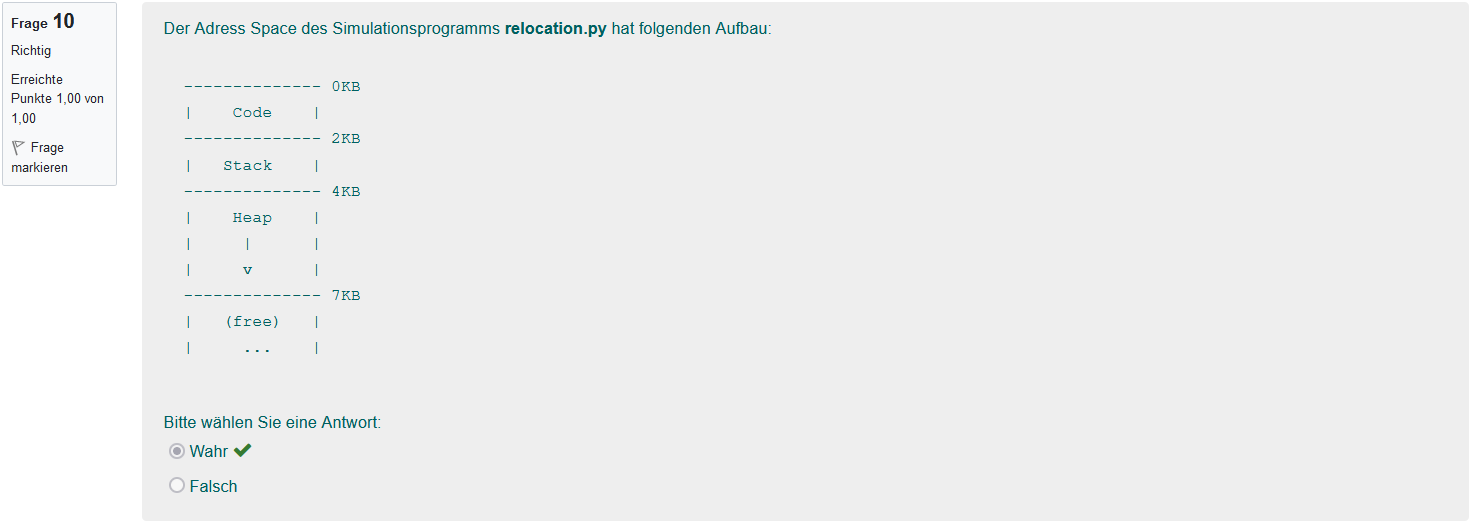 Frage 10
Richtig
Erreichte
Punkte 1,00 von
1,00
Frage
markieren
Der Adress Space des Simulationsprogramms relocation.py hat folgenden Aufbau:
-------------- 0KB
|    Code    |
-------------- 2KB
|   Stack    |
-------------- 4KB
|    Heap    |
|     |      |
|     v      |
-------------- 7KB
|   (free)   |
|     ...    |
Bitte wählen Sie eine Antwort:
Wahr
Falsch